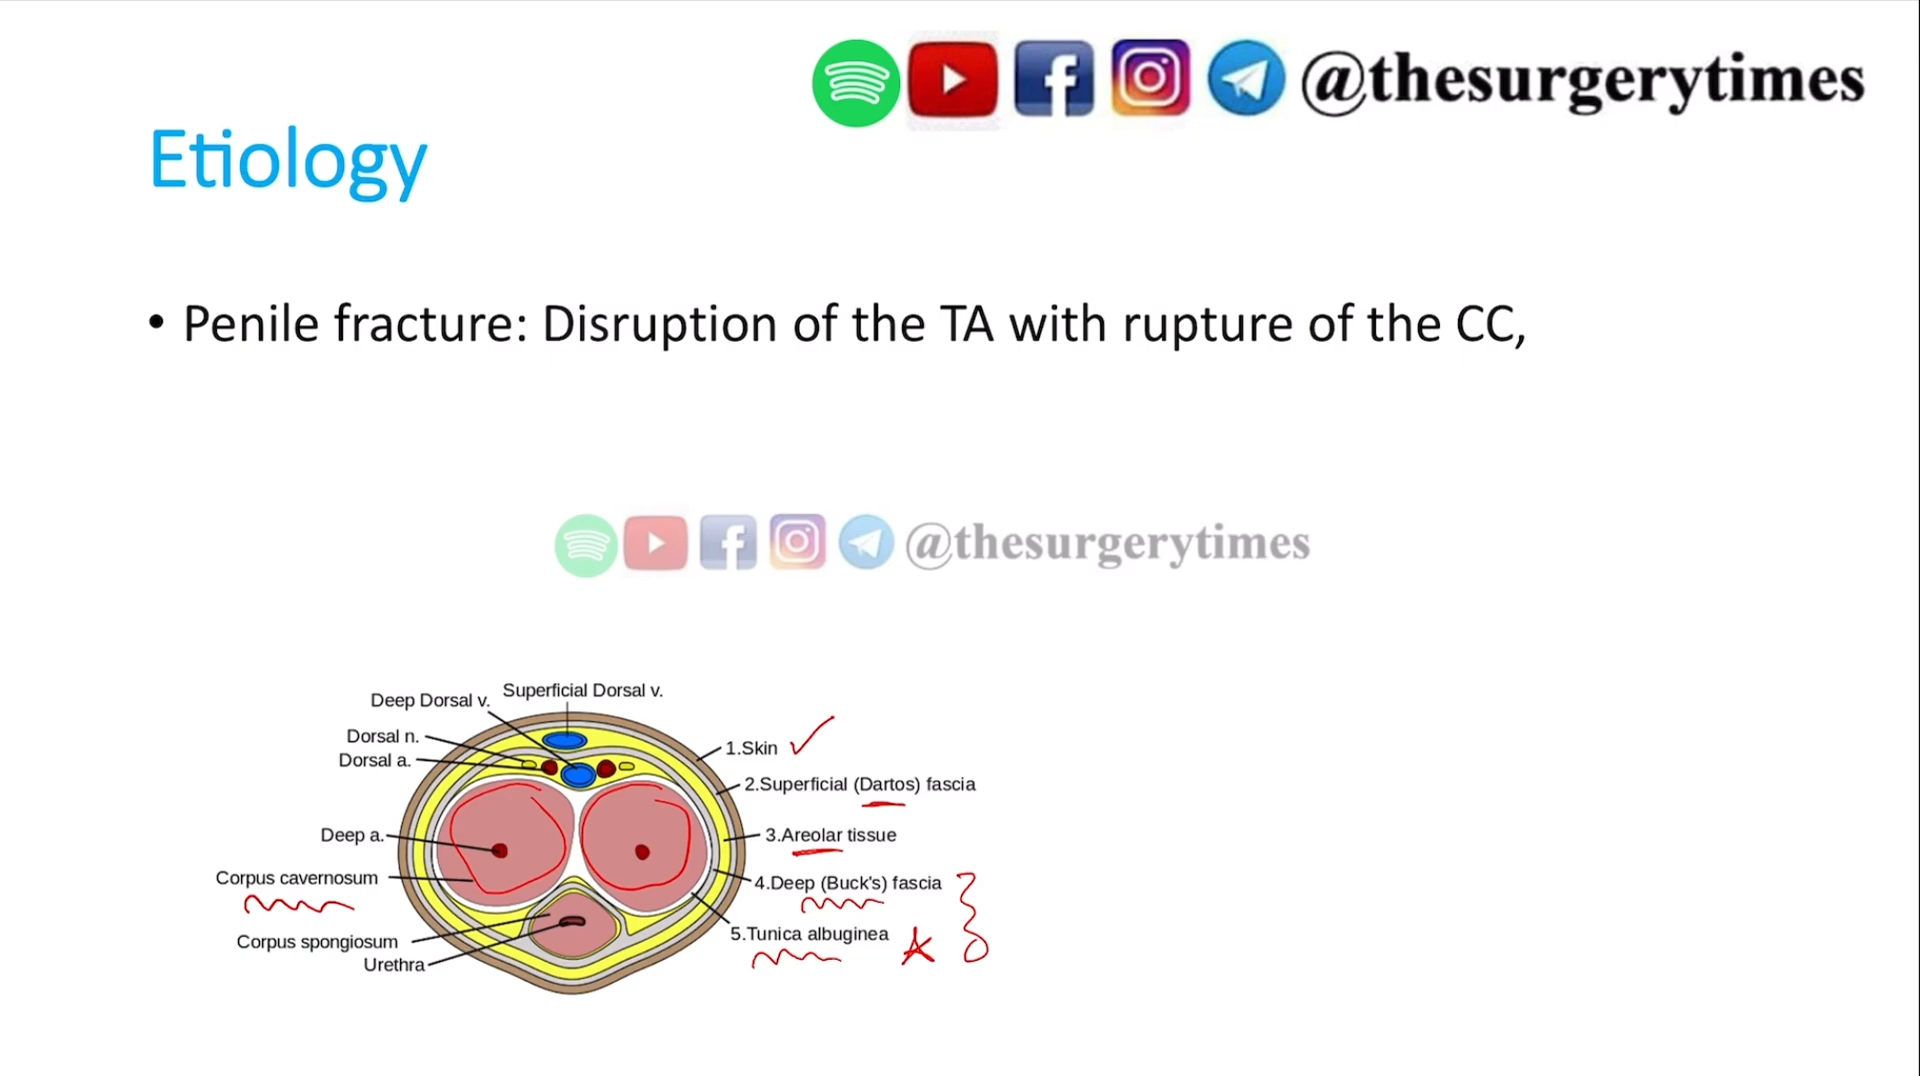 @thesurgerytimes
Etiology
• Penile fracture: Disruption of the TA with rupture of the CC,
@thesurgerytimes
Superficial Dorsal v.
Deep Dorsal v.
Dorsal n.
Dorsal a.
Deep a.
Corpus cavernosum
Corpus spongiosum
Urethra
1.Skin
2.Superficial (Dartos) fascia
3.Areolar tissue
4.Deep (Buck's) fascia
5.Tunica albuginea